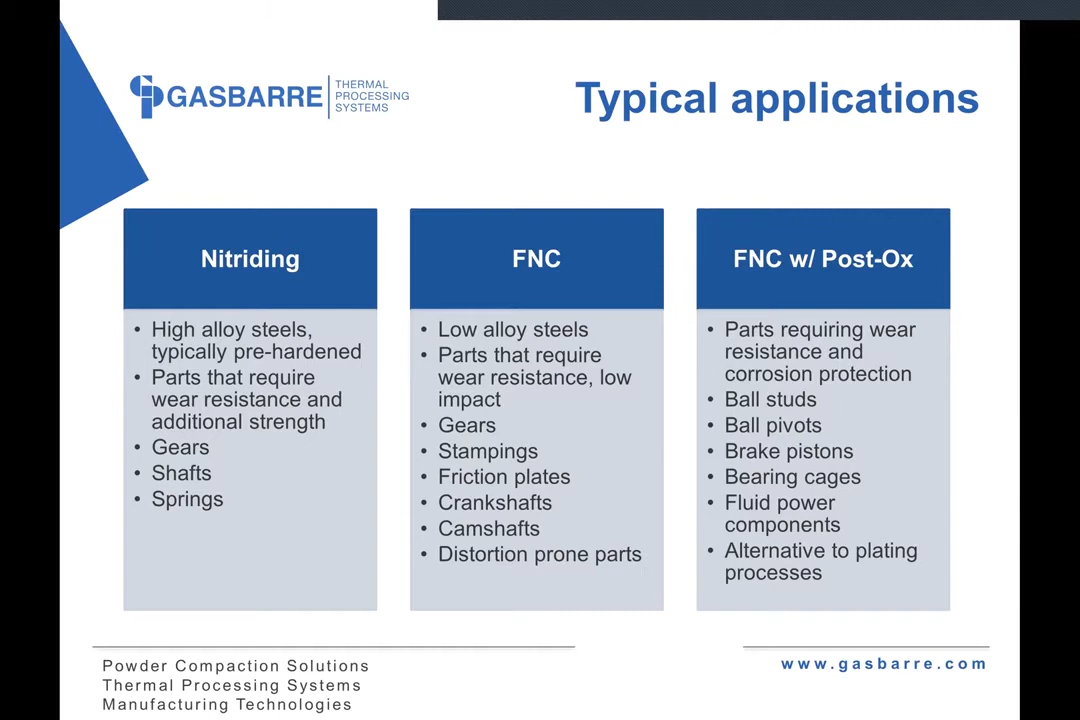 GASBARRE
THERMAL
PROCESSING
SYSTEMS
Typical applications
Nitriding
• High alloy steels,
typically pre-hardened
• Parts that require
wear resistance and
additional strength
• Gears
• Shafts
• Springs
FNC
• Low alloy steels
• Parts that require
wear resistance, low
impact
• Gears
• Stampings
• Friction plates
• Crankshafts
• Camshafts
• Distortion prone parts
FNC w/ Post-Ox
• Parts requiring wear
resistance and
corrosion protection
• Ball studs
• Ball pivots
• Brake pistons
• Bearing cages
• Fluid power
components
• Alternative to plating
processes
Powder Compaction Solutions
Thermal Processing Systems
Manufacturing Technologies
www.gasbarre.com